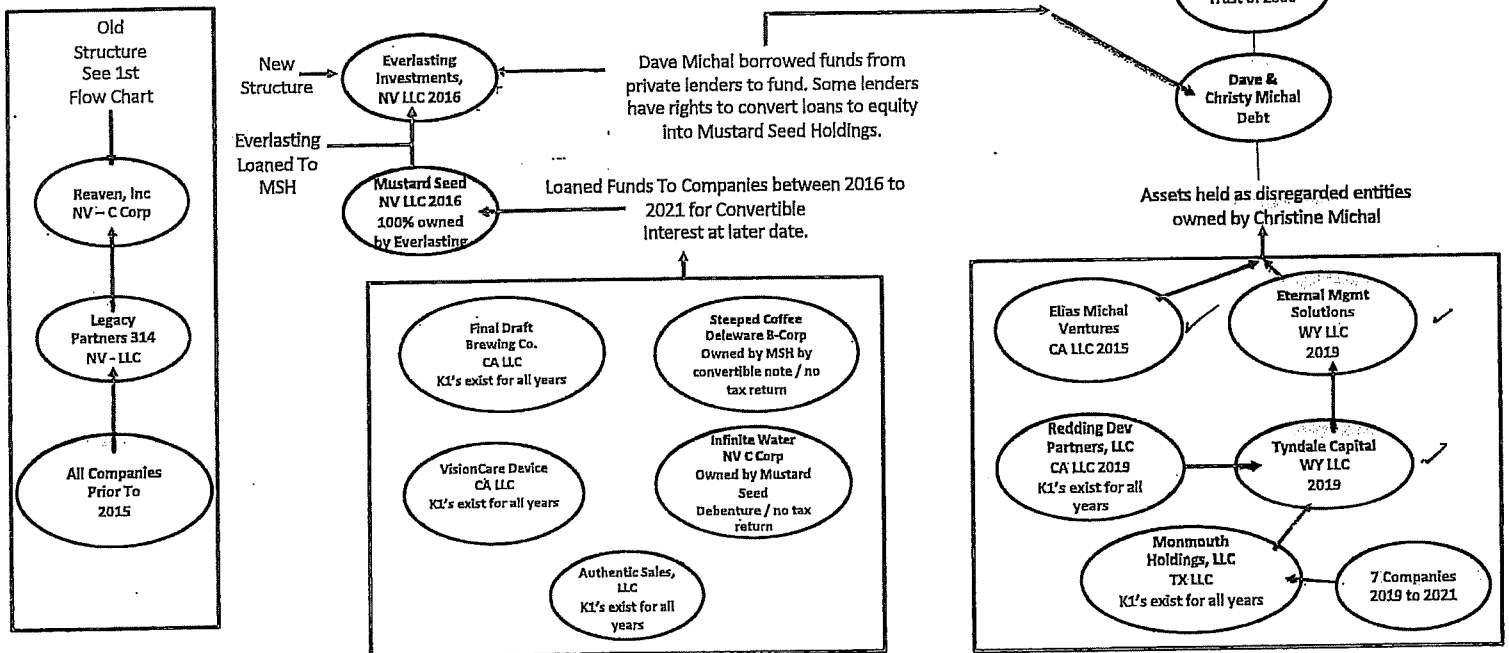 Old
Structure
See 1st
Flow Chart
Reaven, Inc
NV – C Corp
Legacy
Partners 314
NV - LLC
All Companies
Prior To
2015
New
Structure
Everlasting
Investments,
NV LLC 2016
Everlasting
Loaned To
MSH
Mustard Seed
NV LLC 2016
100% owned
by Everlasting
Dave Michal borrowed funds from
private lenders to fund. Some lenders
have rights to convert loans to equity
into Mustard Seed Holdings.
Loaned Funds To Companies between 2016 to
2021 for Convertible
Interest at later date.
Final Draft
Brewing Co.
CA LLC
K1's exist for all years
Steeped Coffee
Deleware B-Corp
Owned by MSH by
convertible note / no
tax return
VisionCare Device
CA LLC
K1's exist for all years
Infinite Water
NV C Corp
Owned by Mustard
Seed
Debenture / no tax
return
Authentic Sales,
LLC
K1's exist for all
years
Dave &
Christy Michal
Debt
Assets held as disregarded entities
owned by Christine Michal
Elias Michal
Ventures
CA LLC 2015
Eternal Mgmt
Solutions
WY LLC
2019
Redding Dev
Partners, LLC
CA LLC 2019
K1's exist for all
years
Tyndale Capital
WY LLC
2019
Monmouth
Holdings, LLC
TX LLC
K1's exist for all years
7 Companies
2019 to 2021